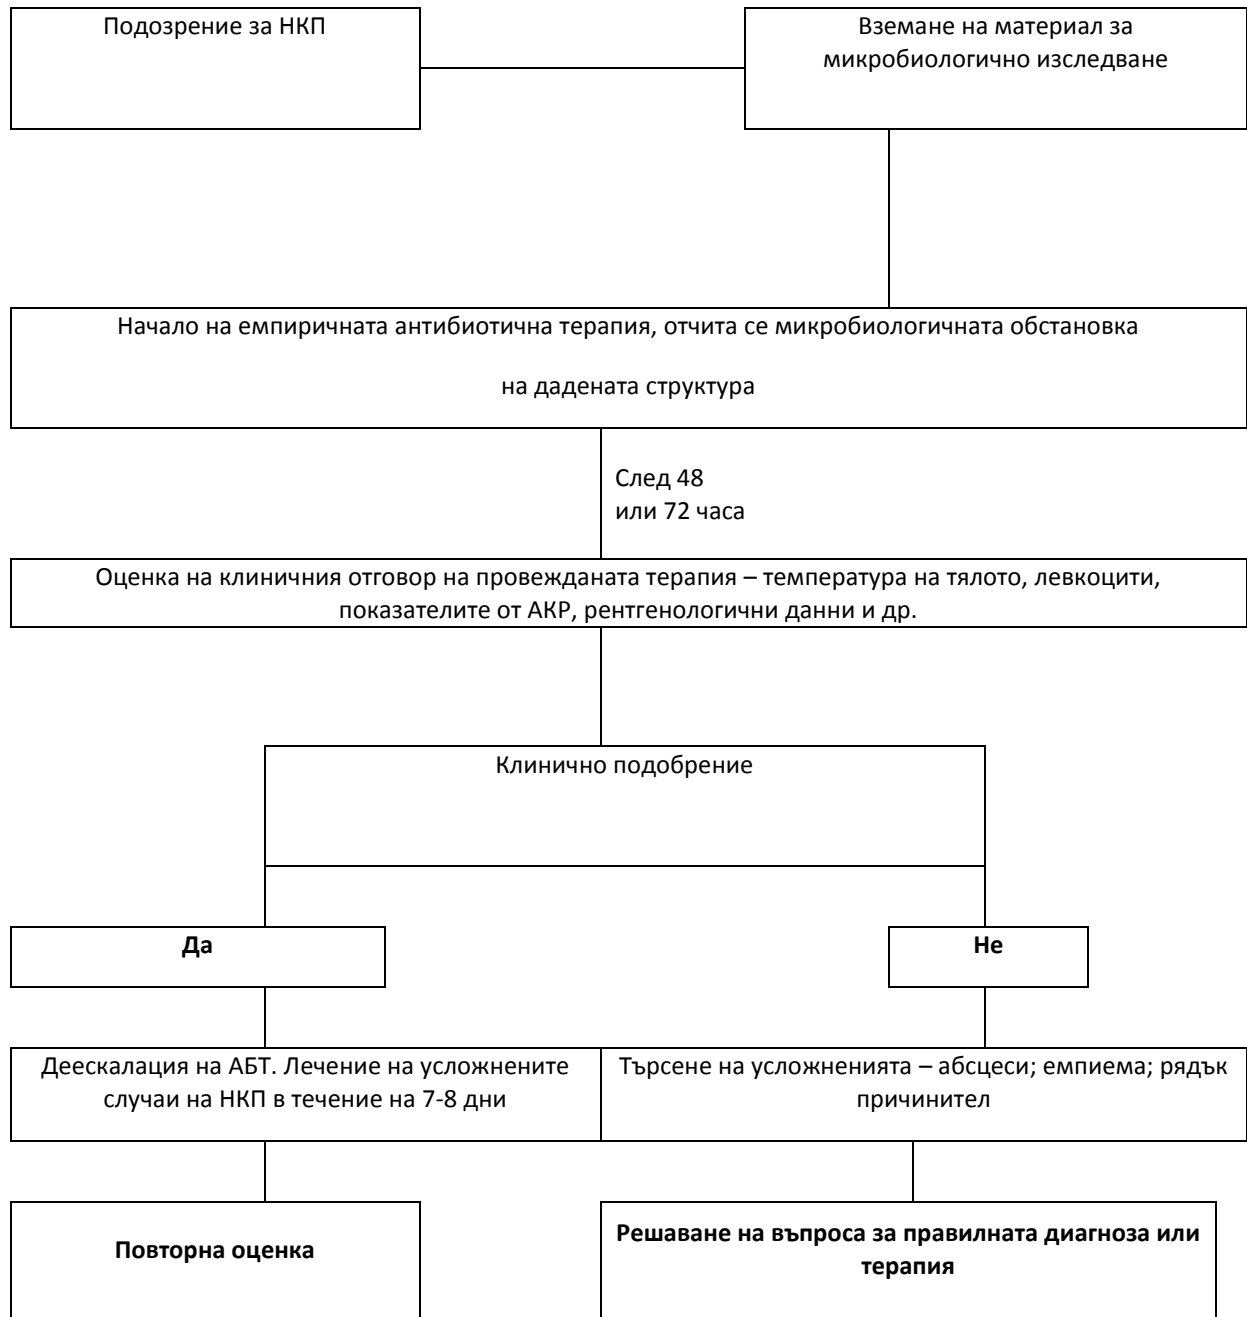 Подозрение за НКП
Вземане на материал за
микробиологично изследване
Начало на емпиричната антибиотична терапия, отчита се микробиологичната обстановка
на дадената структура
След 48
или 72 часа
Оценка на клиничния отговор на провежданата терапия – температура на тялото, левкоцити,
показателите от АКР, рентгенологични данни и др.
Клинично подобрение
Да
Не
Деескалация на АБТ. Лечение на усложнените
случаи на НКП в течение на 7-8 дни
Търсене на усложненията – абсцеси; емпиема; рядък
причинител
Повторна оценка
Решаване на въпроса за правилната диагноза или
терапия